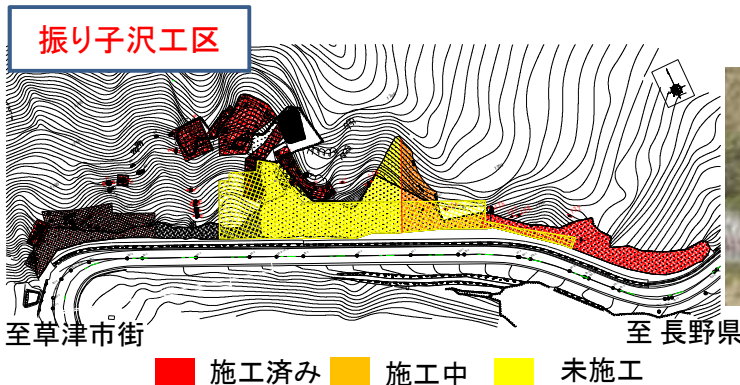 振り子沢工区
至草津市街
至 長野県
施工済み
施工中
未施工